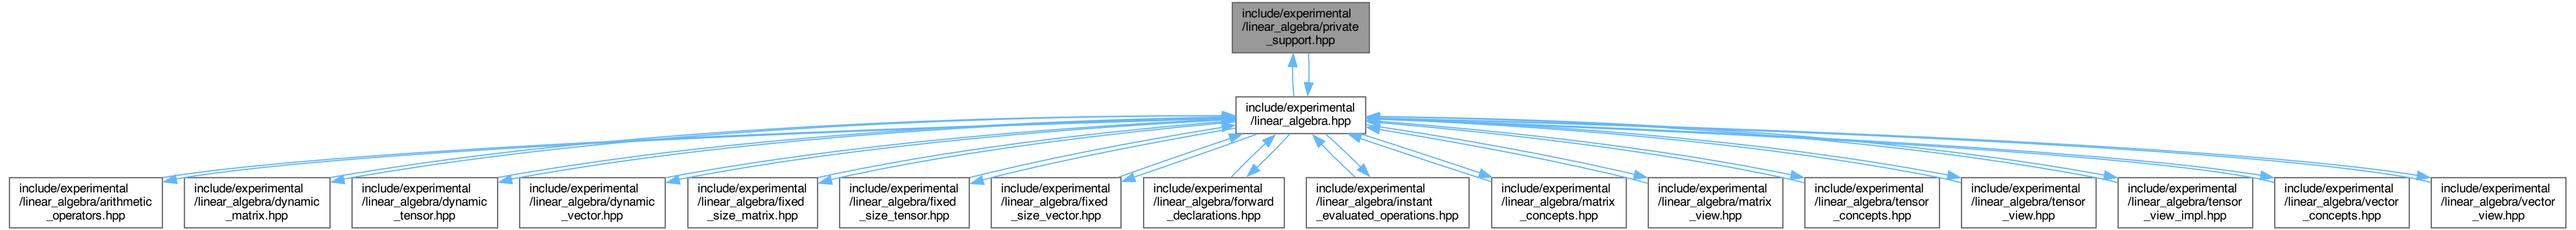 include/experimental
/linear_algebra/private
_support.hpp
include/experimental
/linear_algebra.hpp
include/experimental
/linear_algebra/arithmetic
_operators.hpp
include/experimental
/linear_algebra/dynamic
_matrix.hpp
include/experimental
/linear_algebra/dynamic
_tensor.hpp
include/experimental
/linear_algebra/dynamic
_vector.hpp
include/experimental
/linear_algebra/fixed
_size_matrix.hpp
include/experimental
/linear_algebra/fixed
_size_tensor.hpp
include/experimental
/linear_algebra/fixed
_size_vector.hpp
include/experimental
/linear_algebra/forward
_declarations.hpp
include/experimental
/linear_algebra/instant
_evaluated_operations.hpp
include/experimental
/linear_algebra/matrix
_concepts.hpp
include/experimental
/linear_algebra/matrix
_view.hpp
include/experimental
/linear_algebra/tensor
_concepts.hpp
include/experimental
/linear_algebra/tensor
_view.hpp
include/experimental
/linear_algebra/tensor
_view_impl.hpp
include/experimental
/linear_algebra/vector
_concepts.hpp
include/experimental
/linear_algebra/vector
_view.hpp